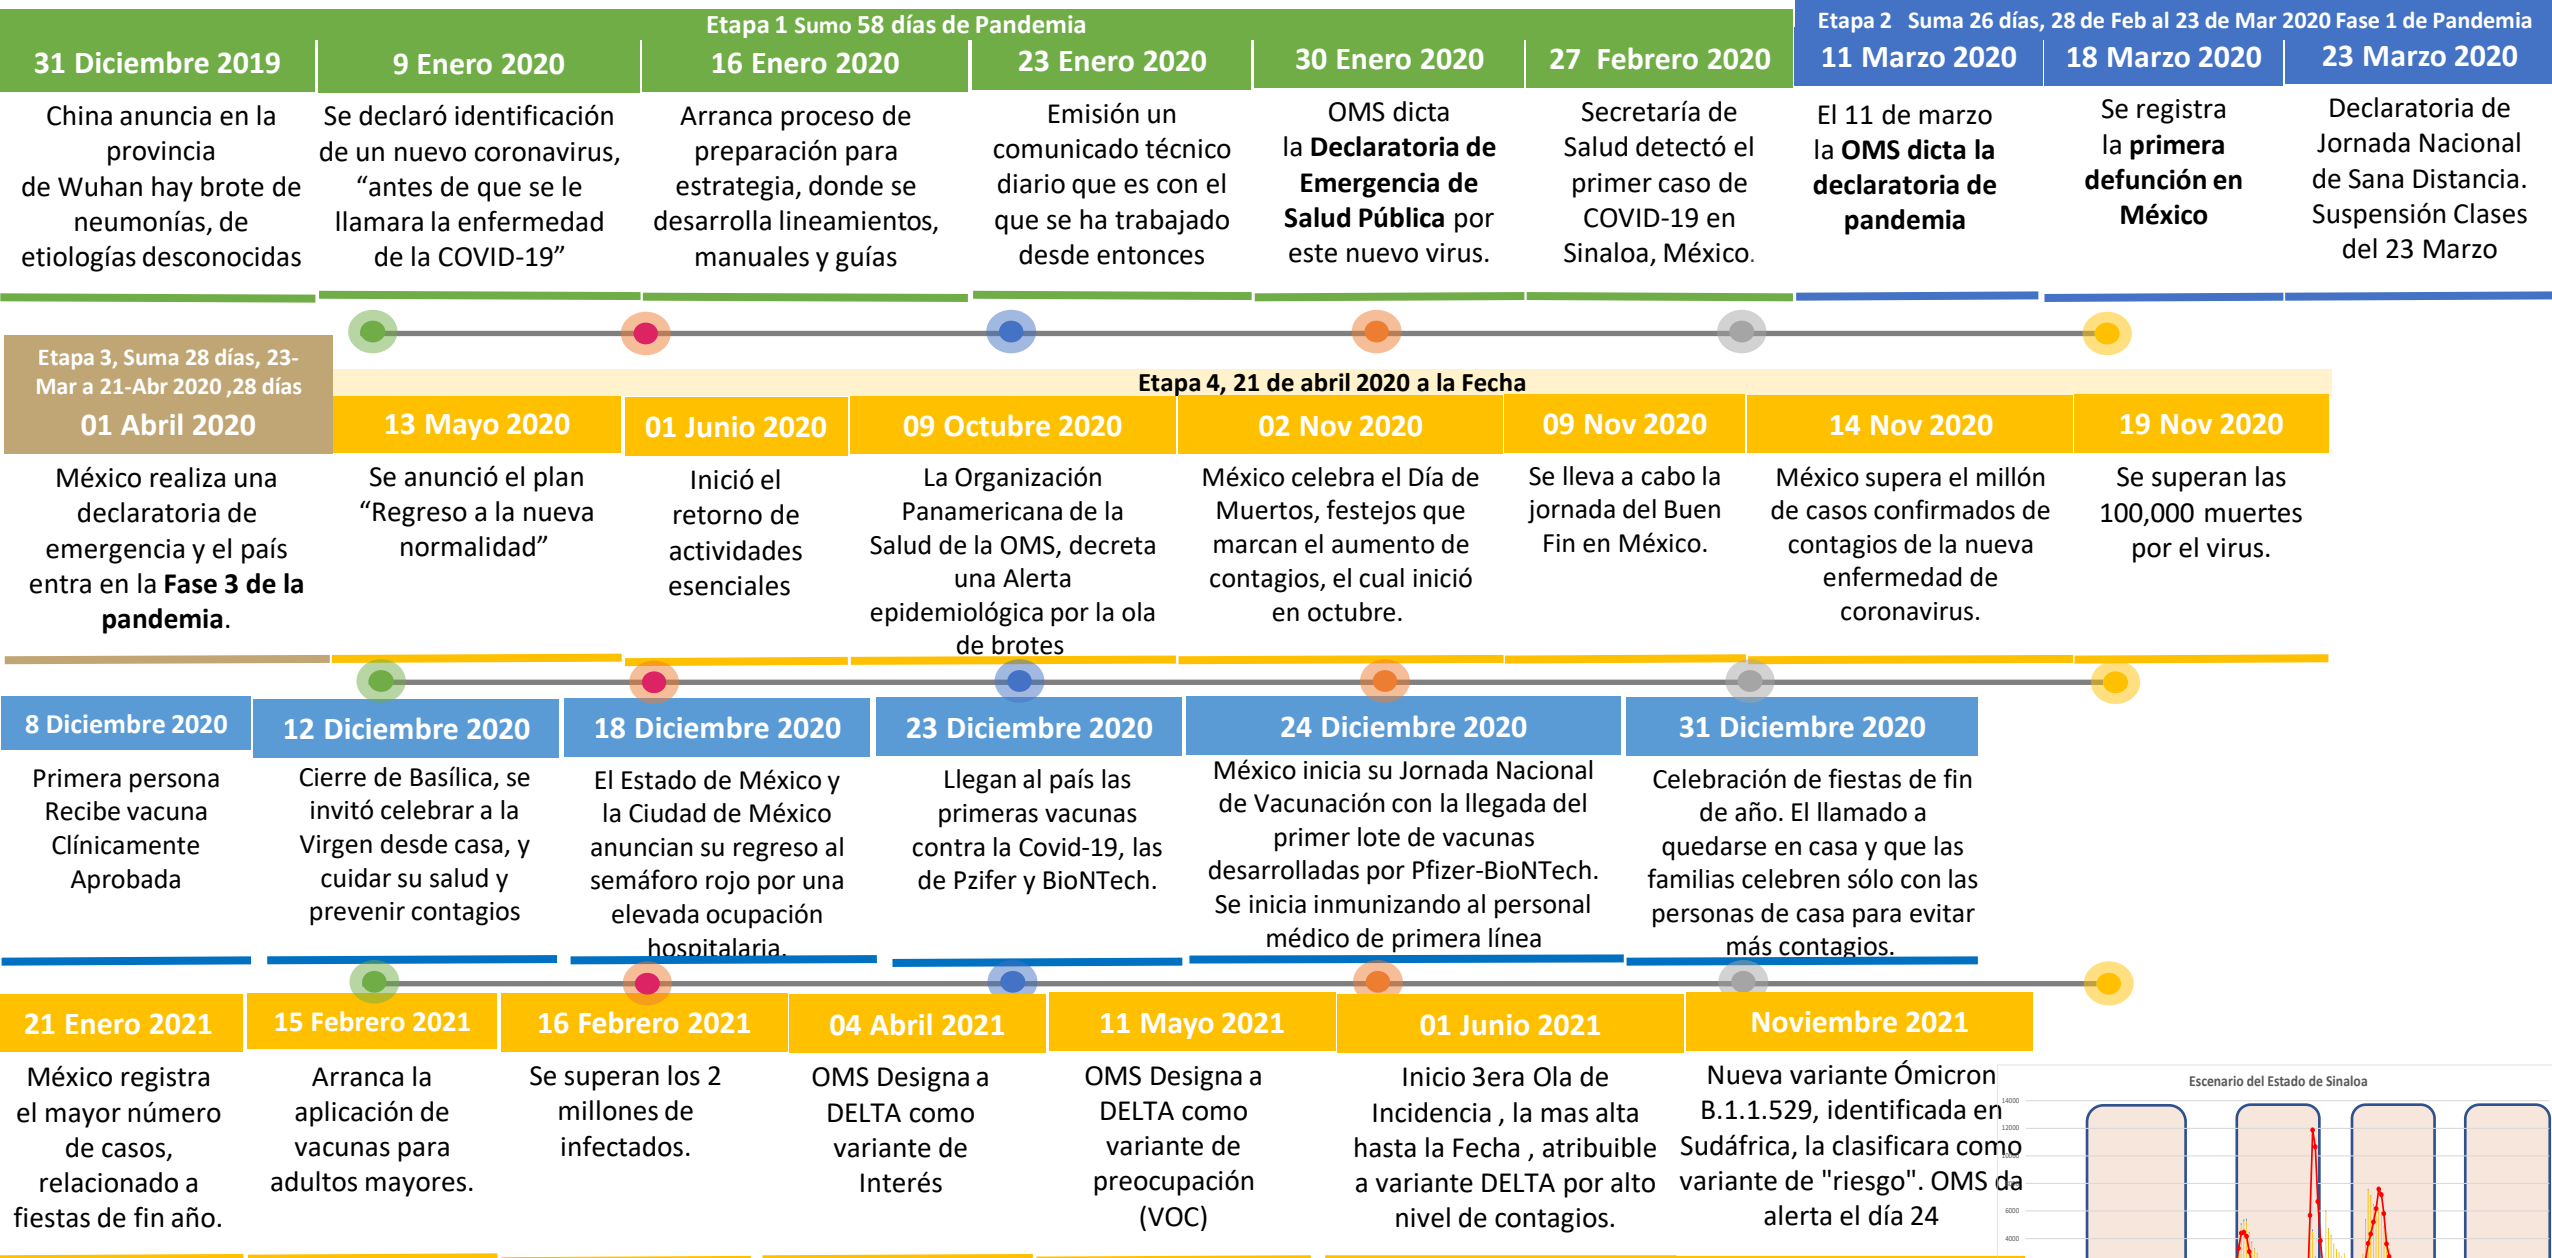 Etapa 1 Sumo 58 días de Pandemia
Etapa 2 Suma 26 días, 28 de Feb al 23 de Mar 2020 Fase 1 de Pandemia
31 Diciembre 2019
China anuncia en la
provincia
de Wuhan hay brote de
neumonías, de
etiologías desconocidas
9 Enero 2020
Se declaró identificación
de un nuevo coronavirus,
“antes de que se le
llamara la enfermedad
de la COVID-19”
16 Enero 2020
Arranca proceso de
preparación para
estrategia, donde se
desarrolla lineamientos,
manuales y guías
23 Enero 2020
Emisión un
comunicado técnico
diario que es con el
que se ha trabajado
desde entonces
30 Enero 2020
OMS dicta
la Declaratoria de
Emergencia de
Salud Pública por
este nuevo virus.
27 Febrero 2020
Secretaría de
Salud detectó el
primer caso de
COVID-19 en
Sinaloa, México.
11 Marzo 2020
El 11 de marzo
la OMS dicta la
declaratoria de
pandemia
18 Marzo 2020
Se registra
la primera
defunción en
México
23 Marzo 2020
Declaratoria de
Jornada Nacional
de Sana Distancia.
Suspensión Clases
del 23 Marzo
Etapa 3, Suma 28 días, 23-
Mar a 21-Abr 2020 ,28 días
01 Abril 2020
México realiza una
declaratoria de
emergencia y el país
entra en la Fase 3 de la
pandemia.
Etapa 4, 21 de abril 2020 a la Fecha
13 Mayo 2020
Se anunció el plan
“Regreso a la nueva
normalidad”
01 Junio 2020
Inició el
retorno de
actividades
esenciales
09 Octubre 2020
La Organización
Panamericana de la
Salud de la OMS, decreta
una Alerta
epidemiológica por la ola
de brotes
02 Nov 2020
México celebra el Día de
Muertos, festejos que
marcan el aumento de
contagios, el cual inició
en octubre.
09 Nov 2020
Se lleva a cabo la
jornada del Buen
Fin en México.
14 Nov 2020
México supera el millón
de casos confirmados de
contagios de la nueva
enfermedad de
coronavirus.
19 Nov 2020
Se superan las
100,000 muertes
por el virus.
8 Diciembre 2020
Primera persona
Recibe vacuna
Clínicamente
Aprobada
12 Diciembre 2020
Cierre de Basílica, se
invitó celebrar a la
Virgen desde casa, y
cuidar su salud y
prevenir contagios
18 Diciembre 2020
El Estado de México y
la Ciudad de México
anuncian su regreso al
semáforo rojo por una
elevada ocupación
hospitalaria.
23 Diciembre 2020
Llegan al país las
primeras vacunas
contra la Covid-19, las
de Pzifer y BioNTech.
24 Diciembre 2020
México inicia su Jornada Nacional
de Vacunación con la llegada del
primer lote de vacunas
desarrolladas por Pfizer-BioNTech.
Se inicia inmunizando al personal
médico de primera línea
31 Diciembre 2020
Celebración de fiestas de fin
de año. El llamado a
quedarse en casa y que las
familias celebren sólo con las
personas de casa para evitar
más contagios.
21 Enero 2021
México registra
el mayor número
de casos,
relacionado a
fiestas de fin año.
15 Febrero 2021
Arranca la
aplicación de
vacunas para
adultos mayores.
16 Febrero 2021
Se superan los 2
millones de
infectados.
04 Abril 2021
OMS Designa a
DELTA como
variante de
Interés
11 Mayo 2021
OMS Designa a
DELTA como
variante de
preocupación
(VOC)
01 Junio 2021
Inicio 3era Ola de
Incidencia , la mas alta
hasta la Fecha , atribuible
a variante DELTA por alto
nivel de contagios.
Noviembre 2021
Nueva variante Ómicron
B.1.1.529, identificada en
Sudáfrica, la clasificara como
variante de "riesgo". OMS da
alerta el día 24
Escenario del Estado de Sinaloa
14000
12000
6000
4000